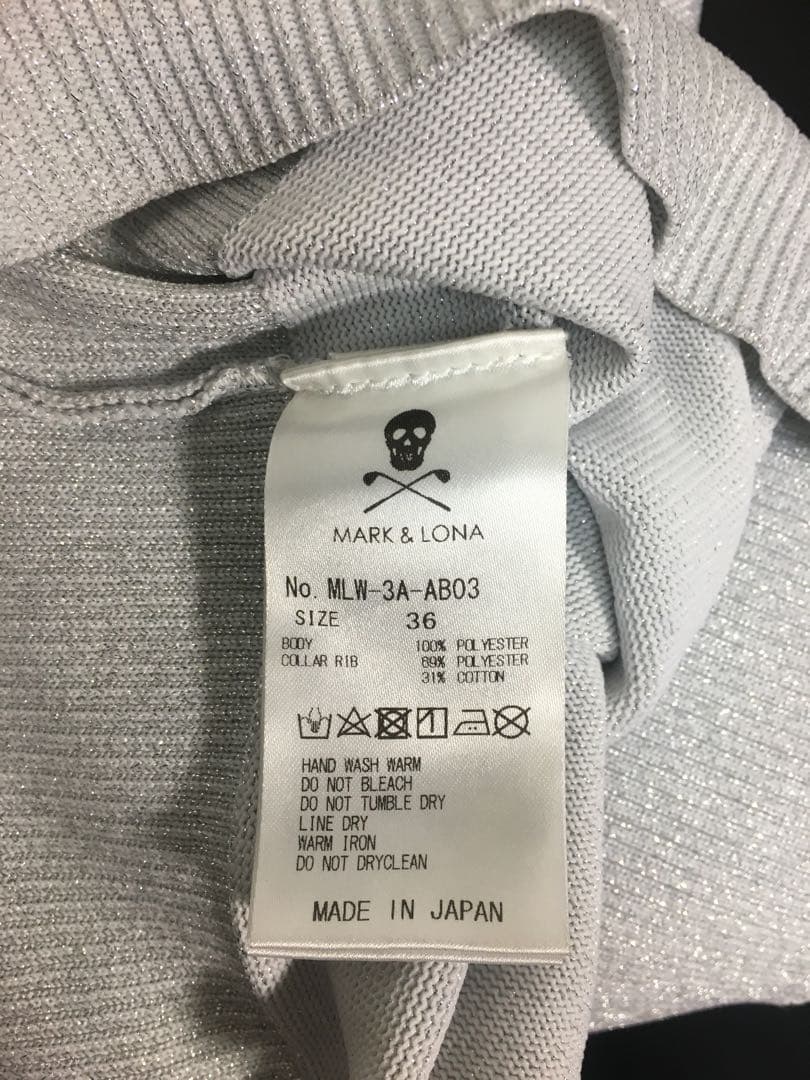 MARK & LONA
No. MLW-3A-AB03
SIZE 36
BODY 100% POLYESTER
COLLAR RIB 69% POLYESTER
31% COTTON
HAND WASH WARM
DO NOT BLEACH
DO NOT TUMBLE DRY
LINE DRY
WARM IRON
DO NOT DRYCLEAN
MADE IN JAPAN